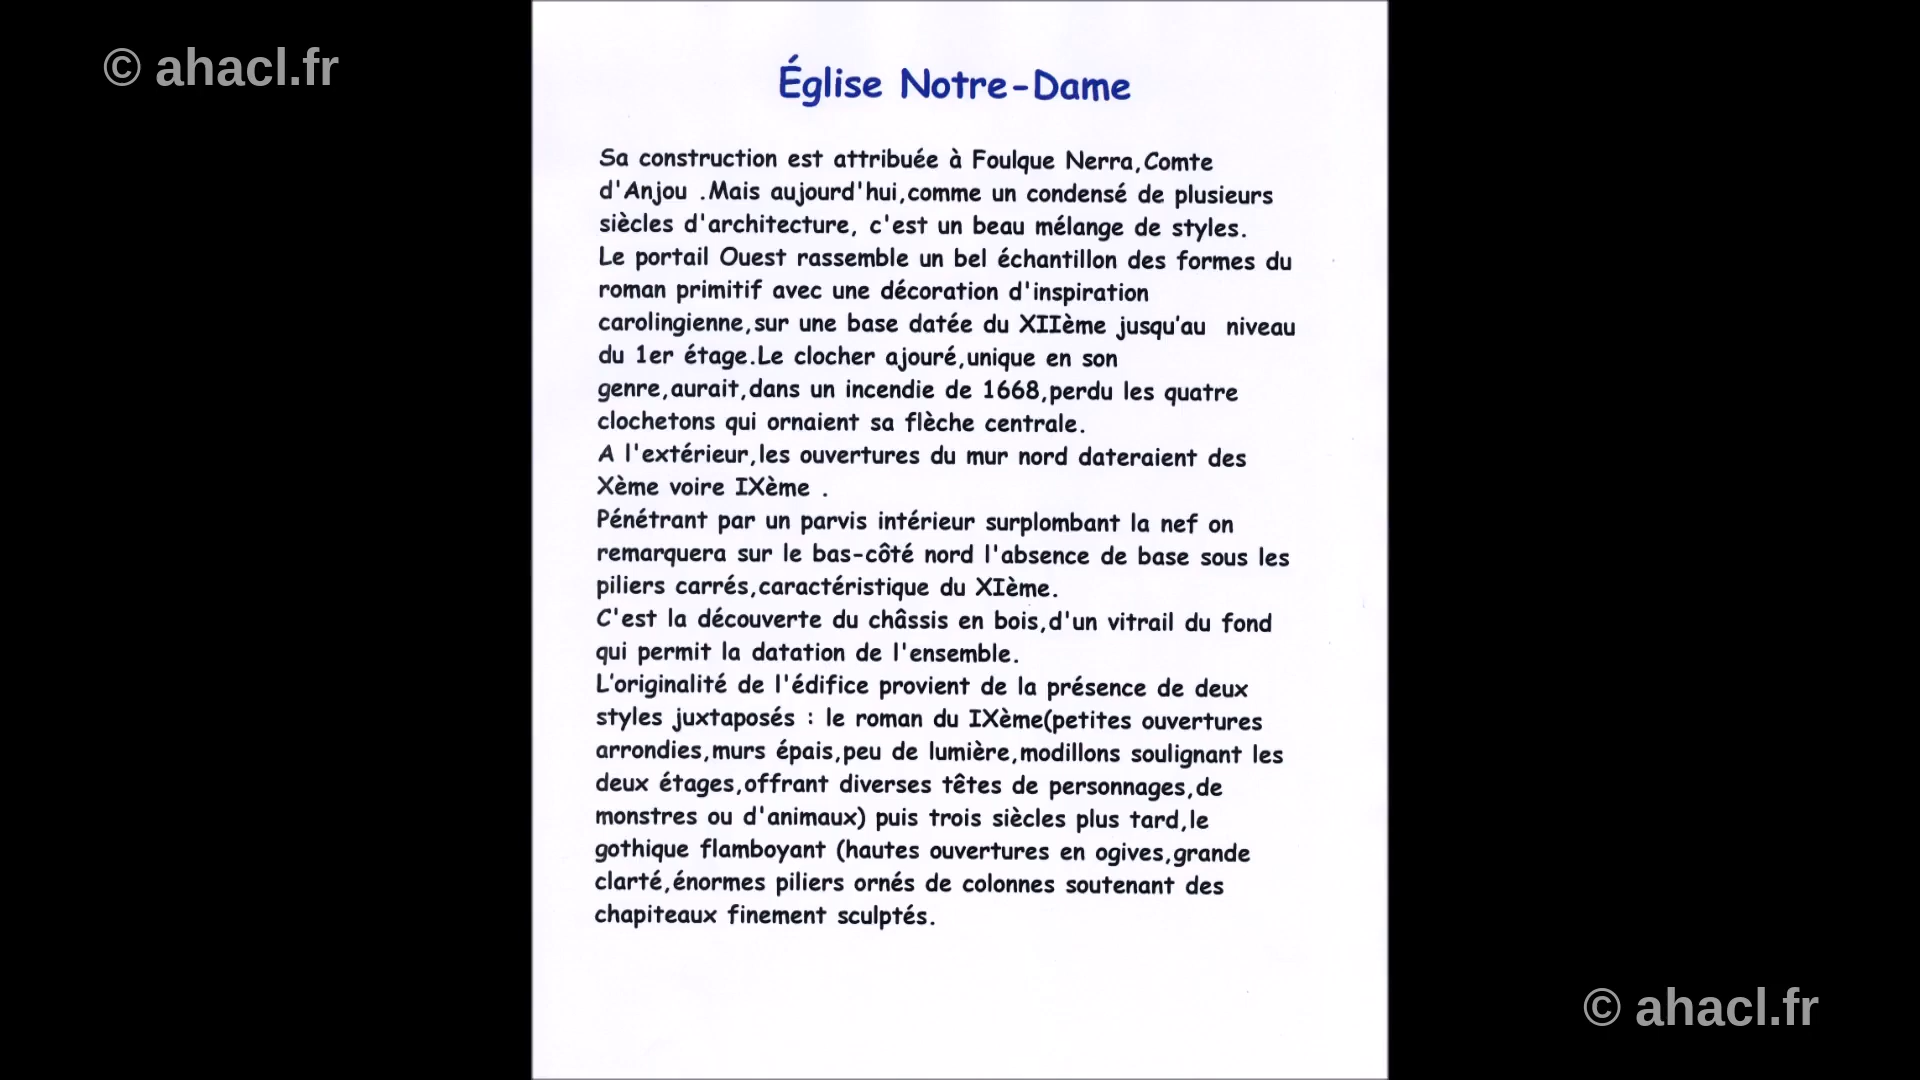 © ahacl.fr
Église Notre-Dame
Sa construction est attribuée à Foulque Nerra,Comte
d'Anjou .Mais aujourd'hui,comme un condensé de plusieurs
siècles d'architecture, c'est un beau mélange de styles.
Le portail Ouest rassemble un bel échantillon des formes du
roman primitif avec une décoration d'inspiration
carolingienne,sur une base datée du XIIème jusqu'au niveau
du 1er étage.Le clocher ajouré,unique en son
genre,aurait,dans un incendie de 1668,perdu les quatre
clochetons qui ornaient sa flèche centrale.
A l'extérieur,les ouvertures du mur nord dateraient des
Xème voire IXème .
Pénétrant par un parvis intérieur surplombant la nef on
remarquera sur le bas-côté nord l'absence de base sous les
piliers carrés,caractéristique du XIème.
C'est la découverte du châssis en bois,d'un vitrail du fond
qui permit la datation de l'ensemble.
L'originalité de l'édifice provient de la présence de deux
styles juxtaposés : le roman du IXème(petites ouvertures
arrondies,murs épais,peu de lumière,modillons soulignant les
deux étages,offrant diverses têtes de personnages,de
monstres ou d'animaux) puis trois siècles plus tard,le
gothique flamboyant (hautes ouvertures en ogives,grande
clarté,énormes piliers ornés de colonnes soutenant des
chapiteaux finement sculptés.
© ahacl.fr